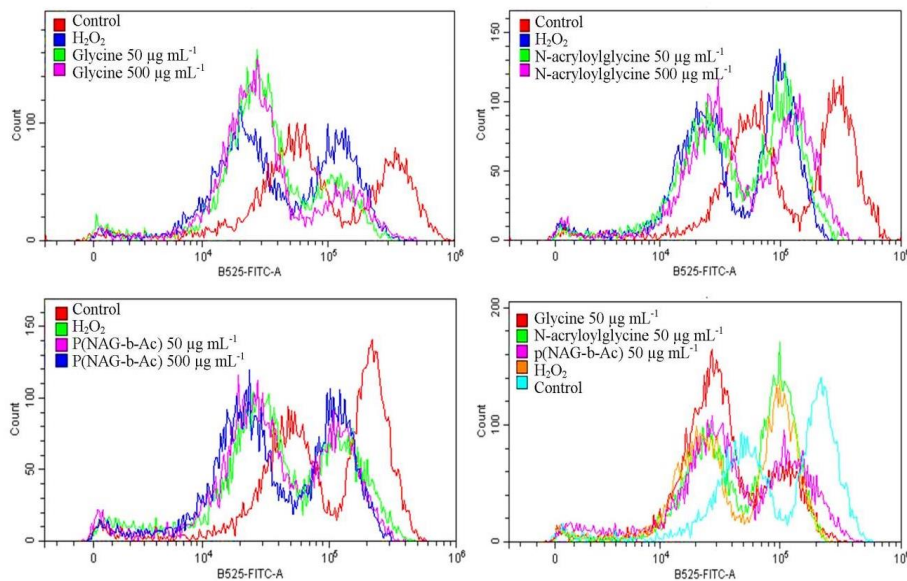 Control
H₂O₂
Glycine 50 µg mL⁻¹
Glycine 500 µg mL⁻¹
Count
100
50
0
0
10⁴
10⁵
10⁶
B525-FITC-A
Control
H₂O₂
N-acryloylglycine 50 µg mL⁻¹
N-acryloylglycine 500 µg mL⁻¹
Count
150
100
50
0
0
10⁴
10⁵
B525-FITC-A
Control
H₂O₂
P(NAG-b-Ac) 50 µg mL⁻¹
P(NAG-b-Ac) 500 µg mL⁻¹
Count
150
100
50
0
0
10⁴
10⁵
10⁶
B525-FITC-A
Glycine 50 µg mL⁻¹
N-acryloylglycine 50 µg mL⁻¹
p(NAG-b-Ac) 50 µg mL⁻¹
H₂O₂
Control
Count
200
100
0
0
10⁴
10⁵
B525-FITC-A